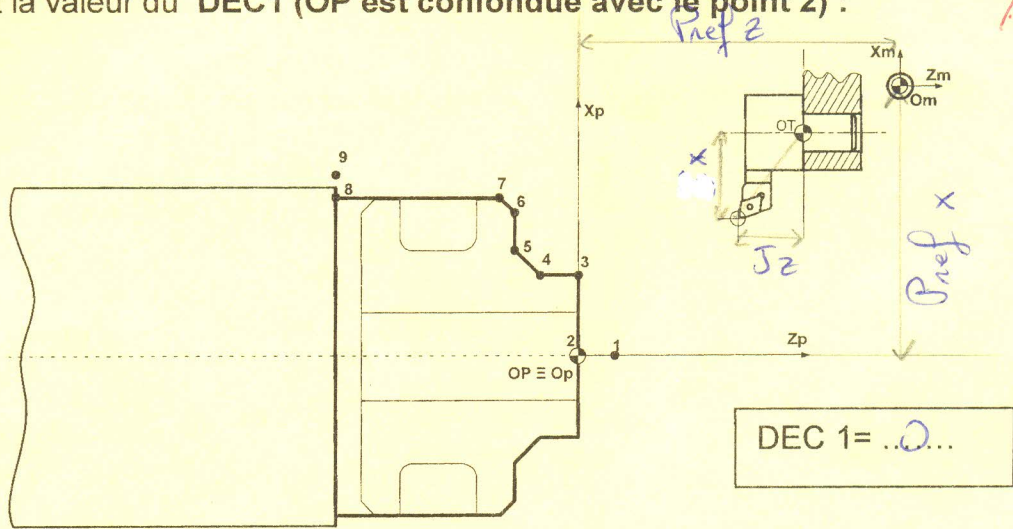 la valeur du "DEC1 (OP est confondue avec le point 2) :
Pref z
Xm
Zm
Om
Xp
OT
x
Jz
Pref x
9
8
7
6
5
4
3
2
1
Zp
OP ≡ Op
DEC 1= ...0.....